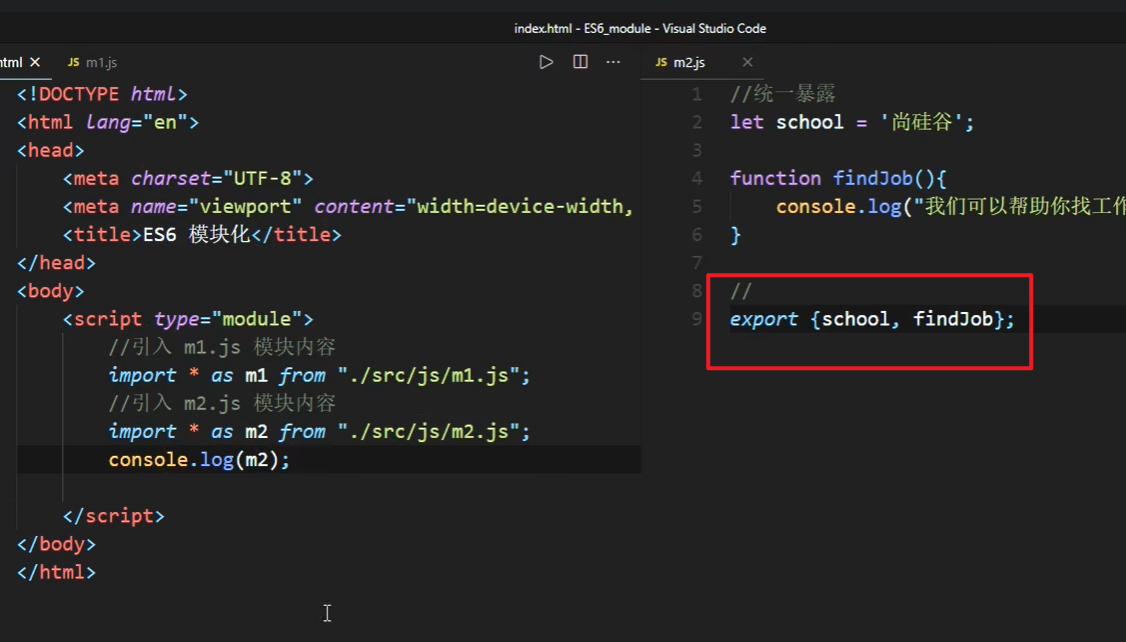 index.html - ES6_module - Visual Studio Code
html
JS m1.js
JS m2.js
<!DOCTYPE html>
<html lang="en">
<head>
<meta charset="UTF-8">
<meta name="viewport" content="width=device-width,
<title>ES6 模块化</title>
</head>
<body>
<script type="module">
//引入 m1.js 模块内容
import * as m1 from "./src/js/m1.js";
//引入 m2.js 模块内容
import * as m2 from "./src/js/m2.js";
console.log(m2);
</script>
</body>
</html>
1 //统一暴露
2 let school = '尚硅谷';
3
4 function findJob(){
5 console.log("我们可以帮助你找工作
6 }
7
8 //
9 export {school, findJob};